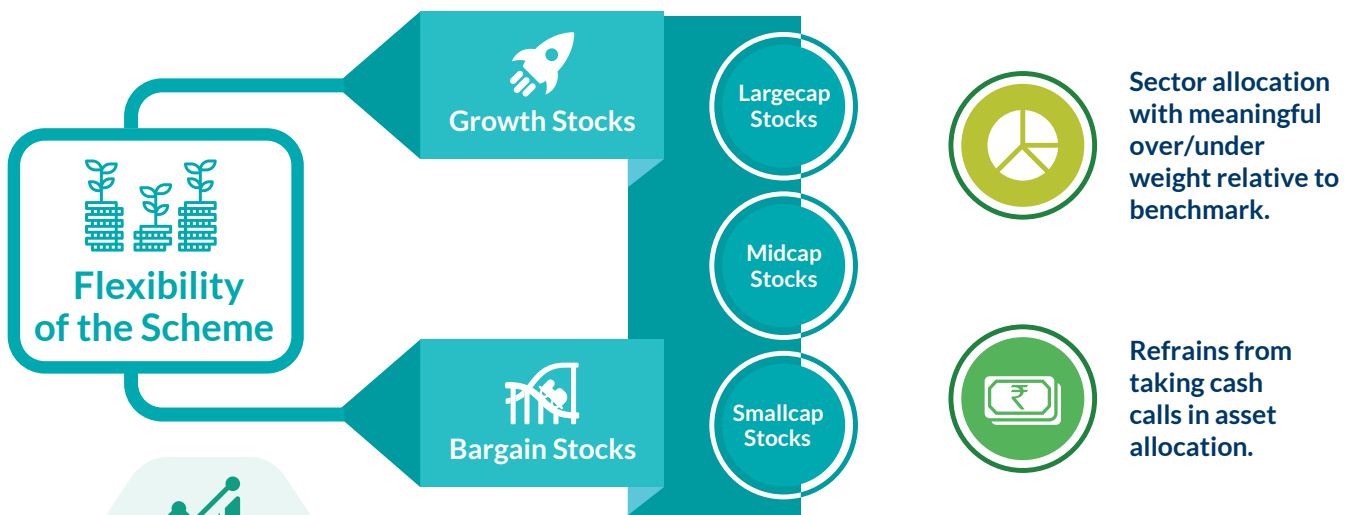 Flexibility
of the Scheme
Growth Stocks
Bargain Stocks
Largecap
Stocks
Midcap
Stocks
Smallcap
Stocks
Sector allocation
with meaningful
over/under
weight relative to
benchmark.
₹
Refrains from
taking cash
calls in asset
allocation.